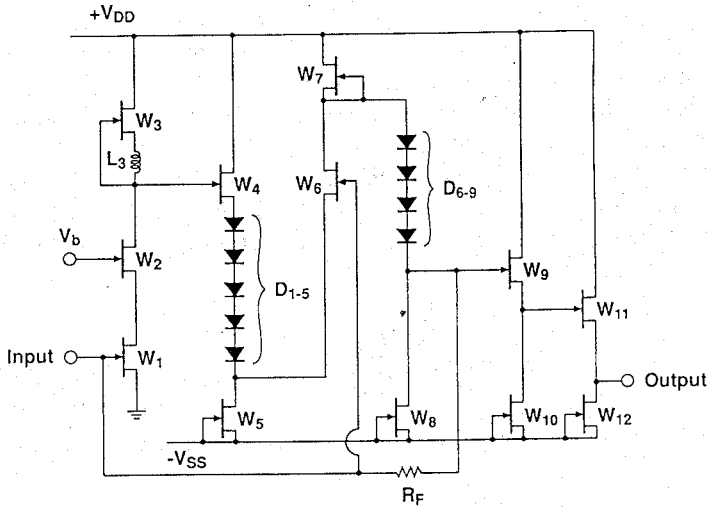 +VDD
W7
W3
L3
W4
W6
D6-9
Vb
W2
W9
D1-5
W11
Input
W1
Output
W5
W8
W10
W12
-VSS
RF